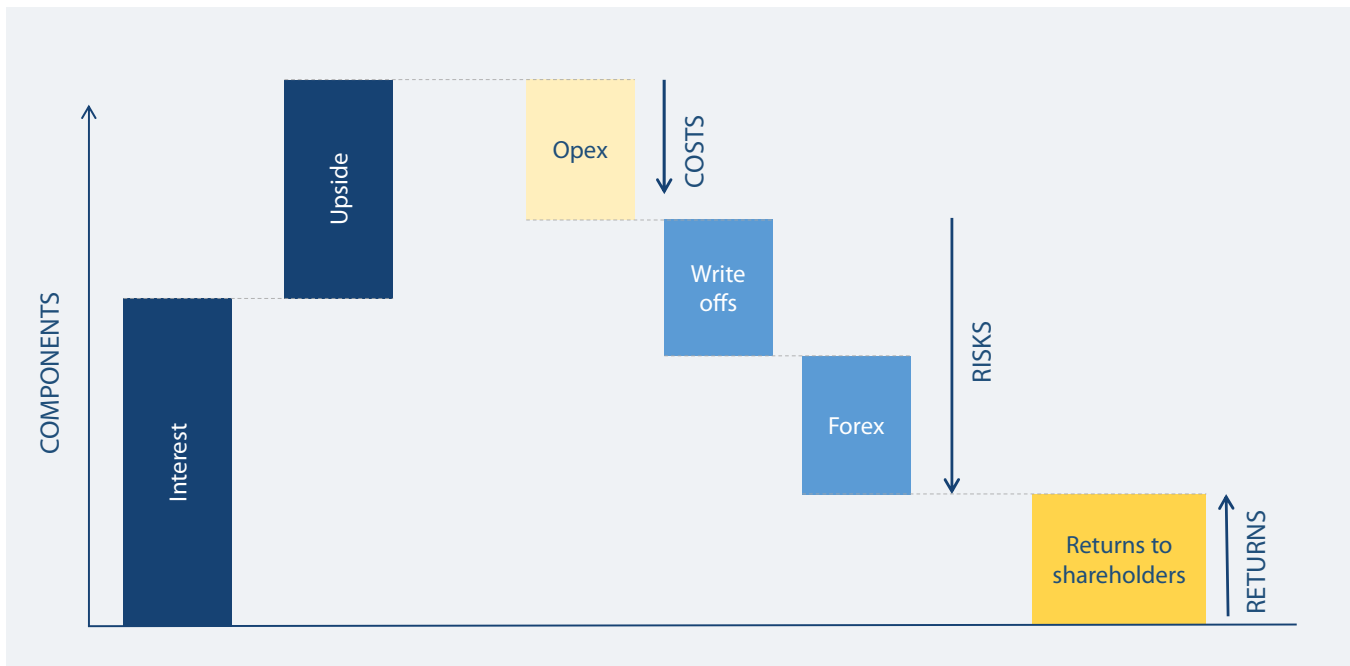 COMPONENTS
Interest
Upside
Opex
COSTS
Write
offs
Forex
RISKS
Returns to
shareholders
RETURNS